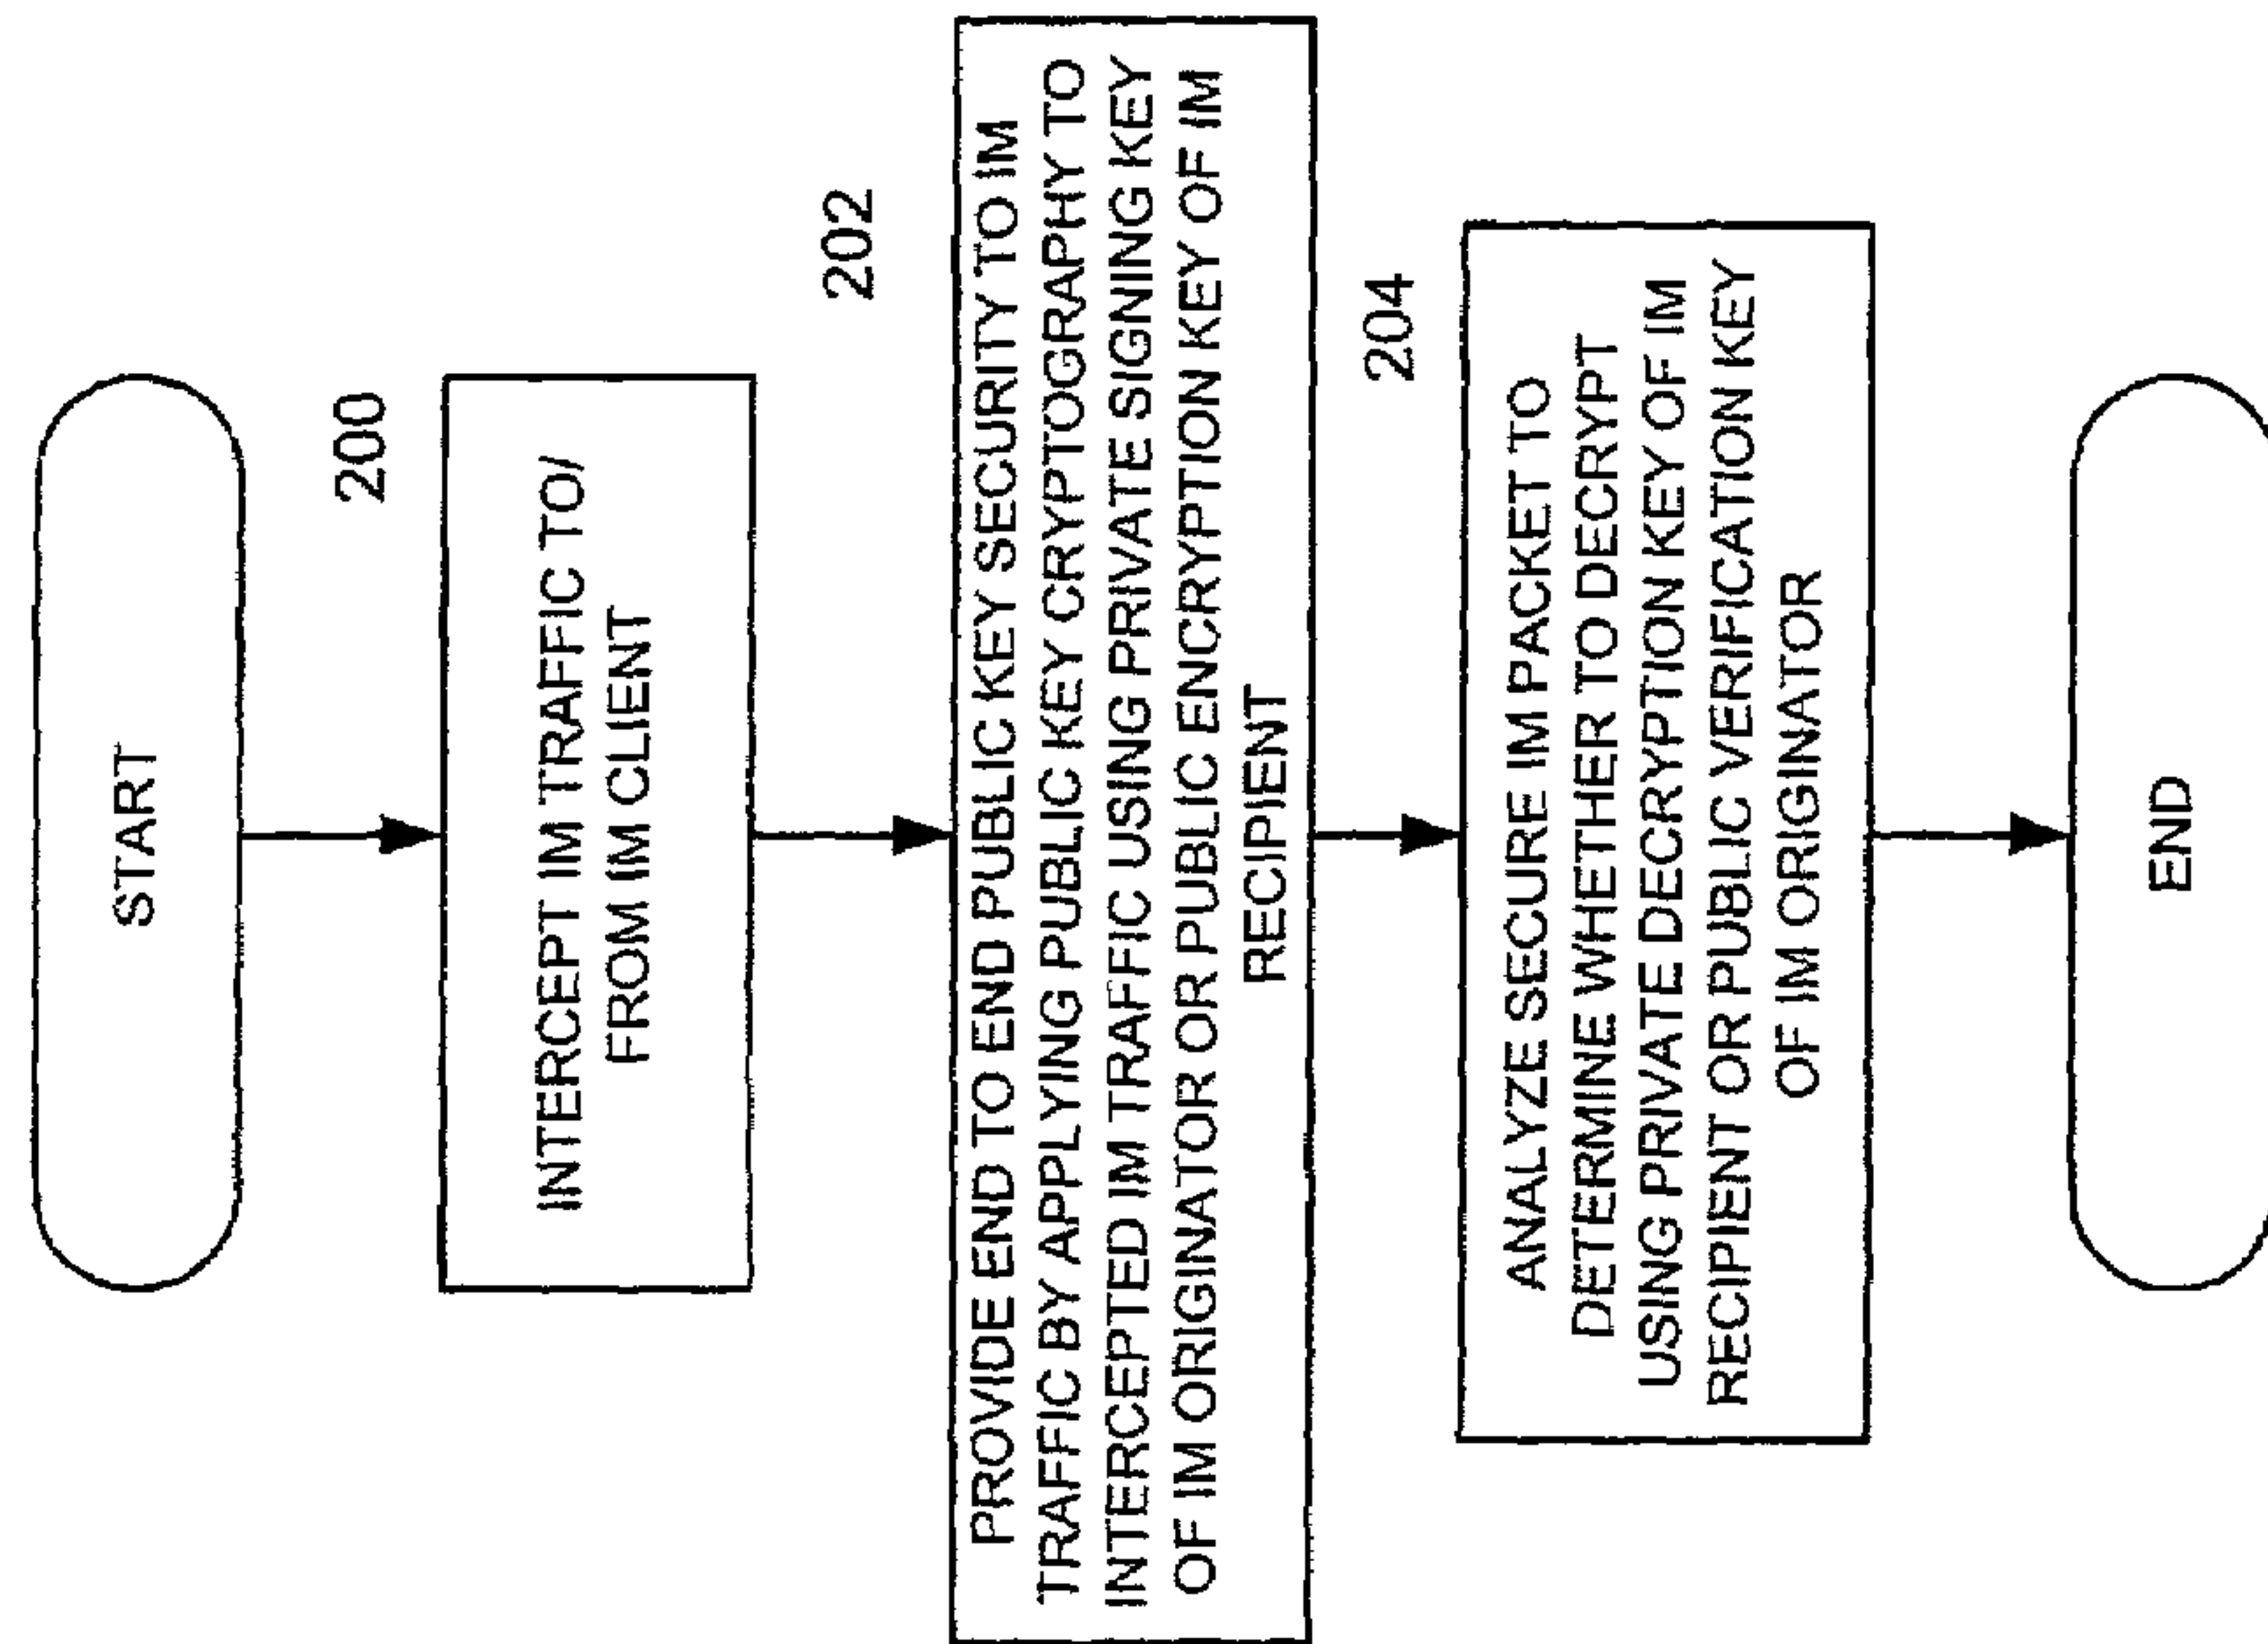 START
200
INTERCEPT IM TRAFFIC TO/
FROM IM CLIENT
202
PROVIDE END TO END PUBLIC KEY SECURITY TO IM
TRAFFIC BY APPLYING PUBLIC KEY CRYPTOGRAPHY TO
INTERCEPTED IM TRAFFIC USING PRIVATE SIGNING KEY
OF IM ORIGINATOR OR PUBLIC ENCRYPTION KEY OF IM
RECIPIENT
204
ANALYZE SECURE IM PACKET TO
DETERMINE WHETHER TO DECRYPT
USING PRIVATE DECRYPTION KEY OF IM
RECIPIENT OR PUBLIC VERIFICATION KEY
OF IM ORIGINATOR
END